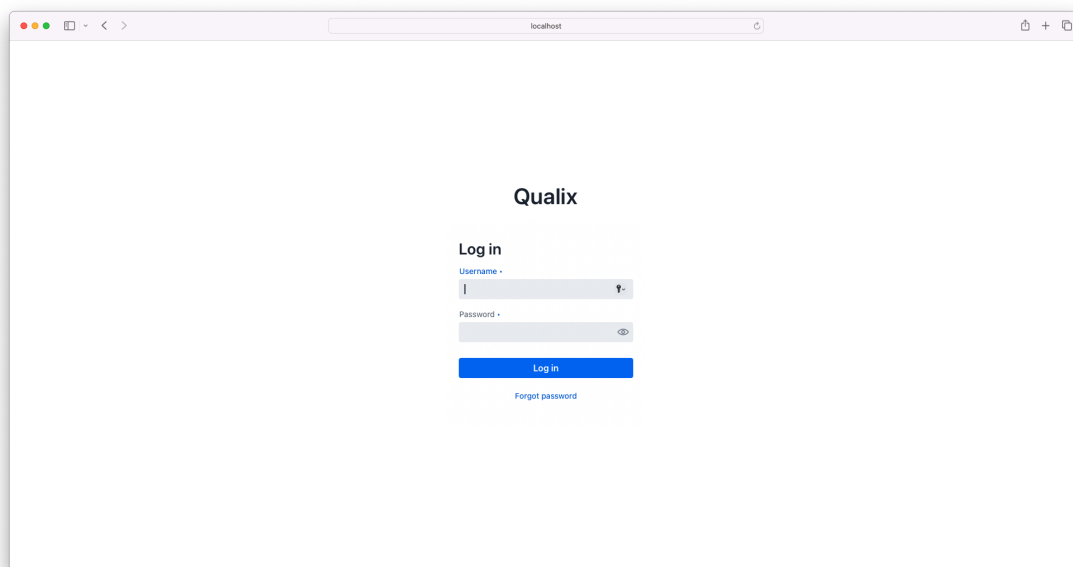 localhost
Qualix
Log in
Username •
Password •
Log in
Forgot password